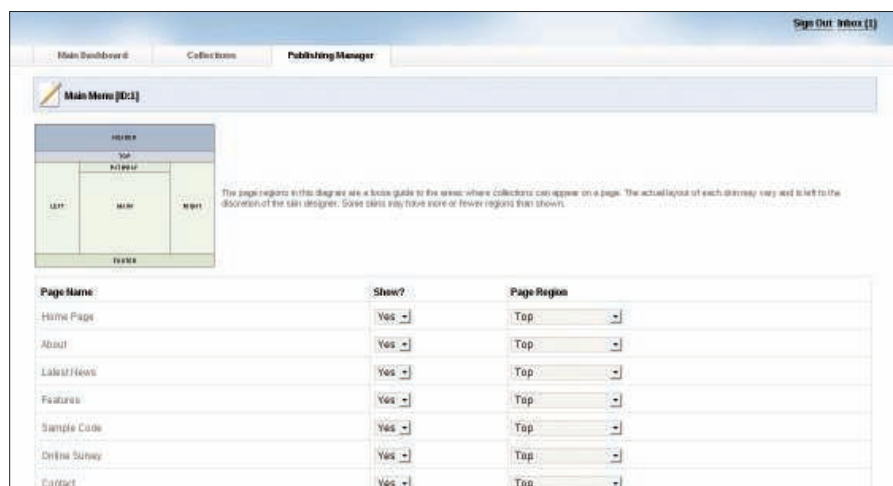 Sign Out Inbox (1)
Main Dashboard Collections Publishing Manager
Main Menu [ID:1]
HEADER
TOP
PATHWAY
LEFT MAIN RIGHT
FOOTER
The page regions in this diagram are a loose guide to the areas where collections can appear on a page. The actual layout of each skin may vary and is left to the
discretion of the skin designer. Some skins may have more or fewer regions than shown.
Page Name Show? Page Region
Home Page Yes Top
About Yes Top
Latest News Yes Top
Features Yes Top
Sample Code Yes Top
Online Survey Yes Top
Contact Yes Top